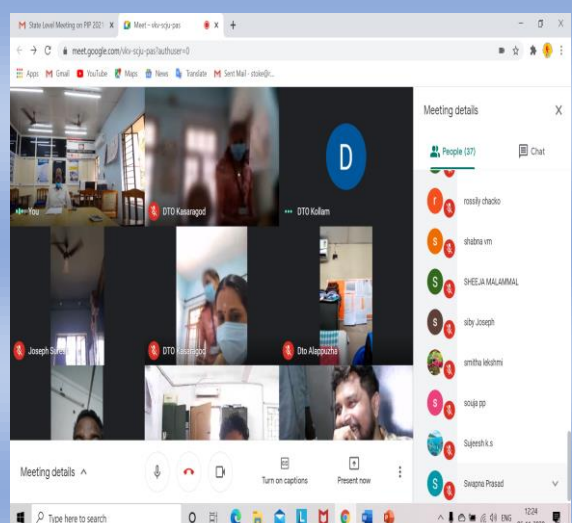 State Level Meeting on PIP 2021
Meet – vkv-scju-pas
meet.google.com/vkv-scju-pas?authuser=0
Apps Gmail YouTube Maps News Translate Sent Mail - stoke@c...
Meeting details X
People (37) Chat
You
DTO Kasaragod
D
DTO Kollam
Joseph Suresh
DTO Kasaragod
Dto Alappuzha
r rossily chacko
s shabna vm
S SHEEJA MALAMMAL
S siby Joseph
smitha lekshmi
s souja pp
Sujeesh k.s
S Swapna Prasad
Meeting details
Turn on captions
Present now
Type here to search
ENG
12:24